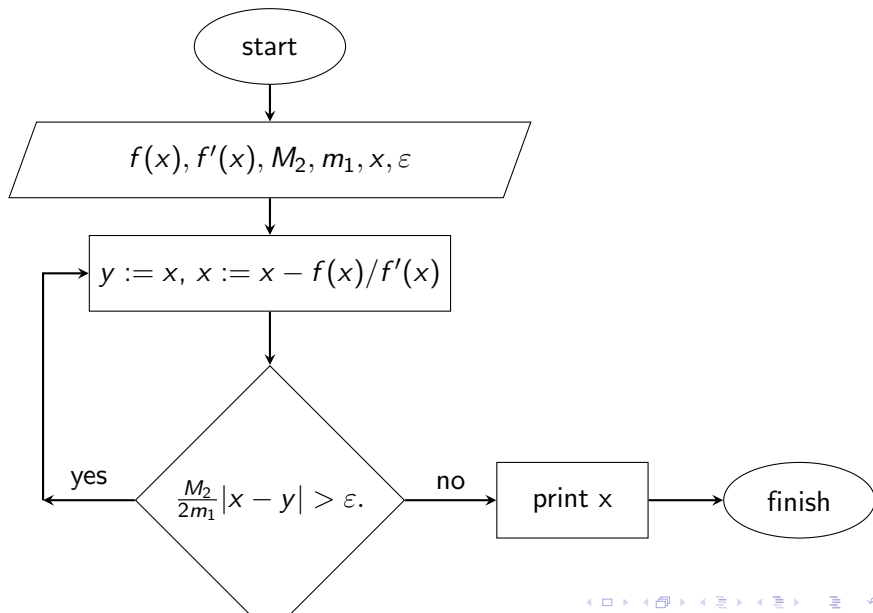 start
f(x), f′(x), M₂, m₁, x, ε
y := x, x := x − f(x)/f′(x)
yes
M₂/2m₁|x − y| > ε.
no
print x
finish